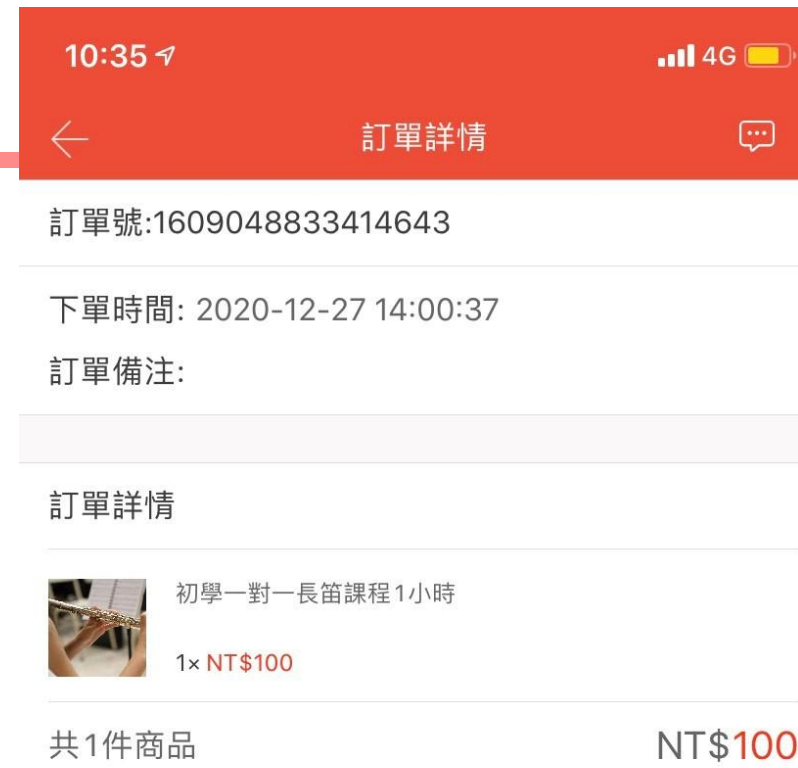 10:35
4G
訂單詳情
訂單號:1609048833414643
下單時間: 2020-12-27 14:00:37
訂單備注:
訂單詳情
初學一對一長笛課程1小時
1× NT$100
共1件商品 NT$100